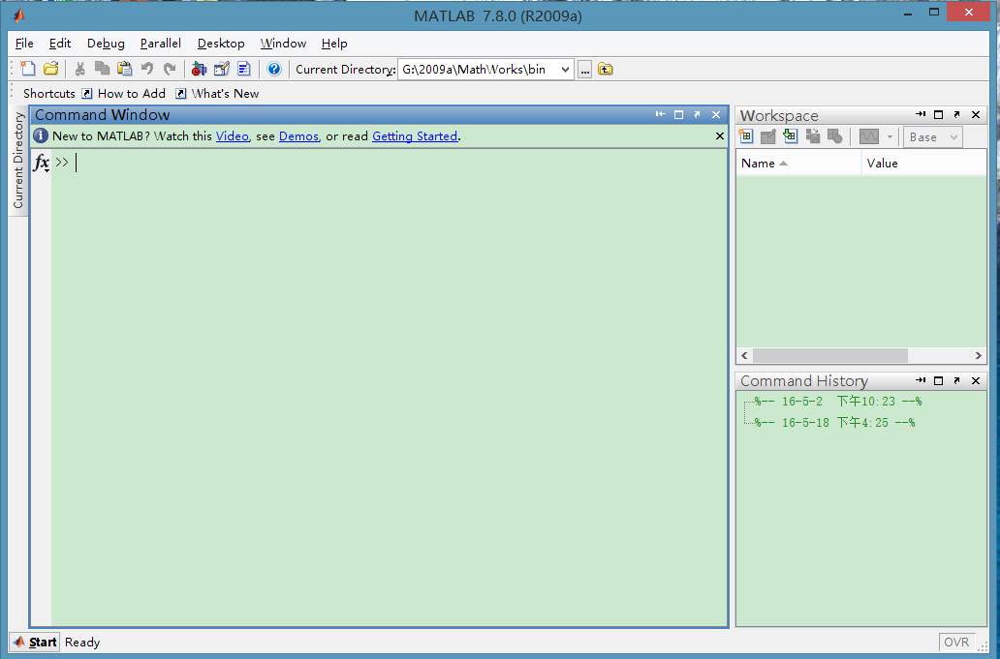 MATLAB 7.8.0 (R2009a)
File Edit Debug Parallel Desktop Window Help
Current Directory: G:\2009a\MathWorks\bin ...
Shortcuts How to Add What's New
Current Directory
Command Window
New to MATLAB? Watch this Video, see Demos, or read Getting Started.
fx >>
Workspace
Base
Name Value
Command History
%-- 16-5-2 下午10:23 --%
%-- 16-5-18 下午4:25 --%
Start Ready OVR